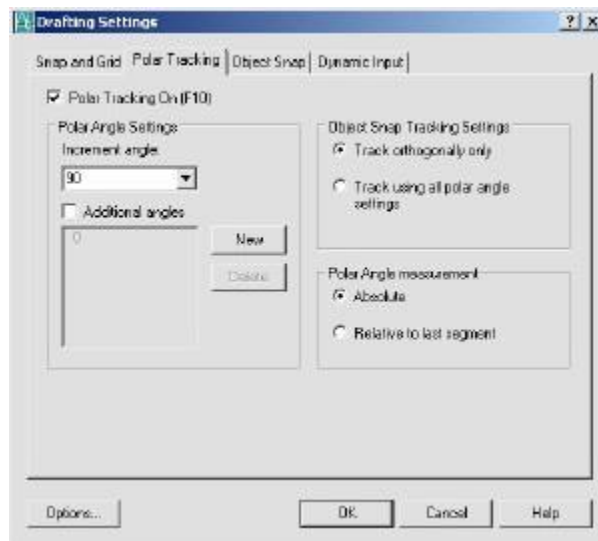 Drafting Settings
Snap and Grid Polar Tracking Object Snap Dynamic Input
Polar Tracking On (F10)
Polar Angle Settings
Increment angle:
90
Additional angles
0
New
Delete
Object Snap Tracking Settings
Track orthogonally only
Track using all polar angle
settings
Polar Angle measurement
Absolute
Relative to last segment
Options... OK Cancel Help